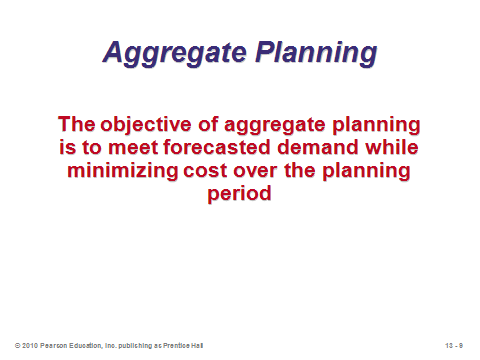 Aggregate Planning
The objective of aggregate planning
is to meet forecasted demand while
minimizing cost over the planning
period
© 2010 Pearson Education, Inc. publishing as Prentice Hall
13 - 9